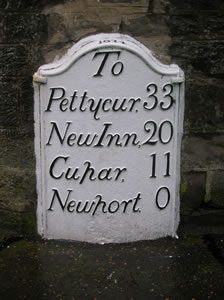 To
Pettycur. 33
New Inn. 20
Cupar. 11
Newport. 0